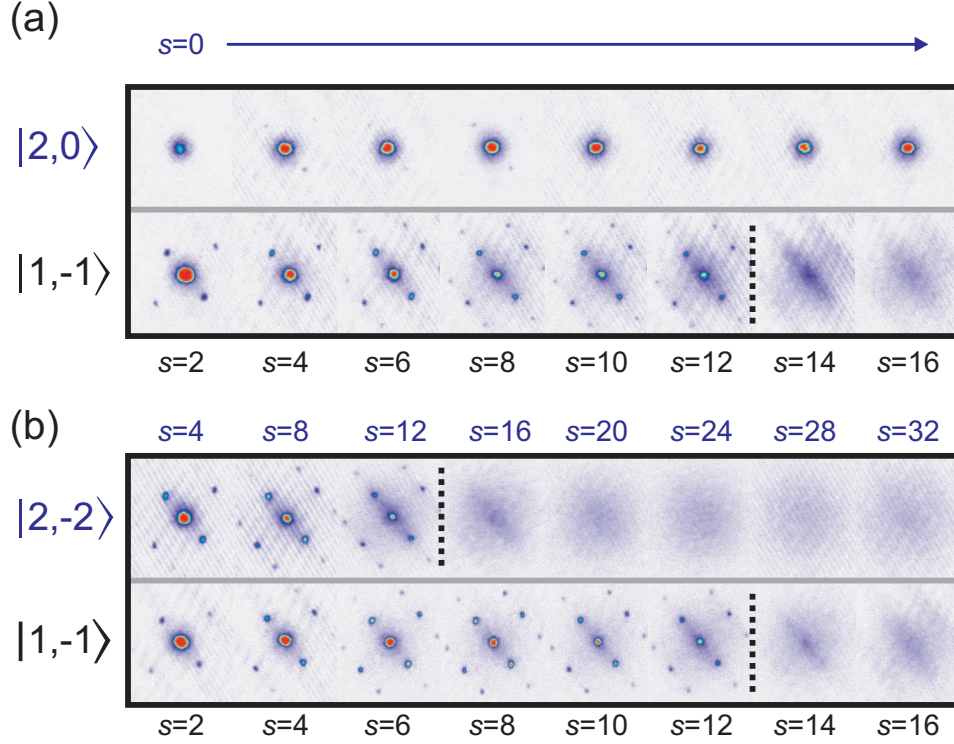 (a)
s=0
|2,0⟩
|1,-1⟩
s=2 s=4 s=6 s=8 s=10 s=12 s=14 s=16
(b)
s=4 s=8 s=12 s=16 s=20 s=24 s=28 s=32
|2,-2⟩
|1,-1⟩
s=2 s=4 s=6 s=8 s=10 s=12 s=14 s=16